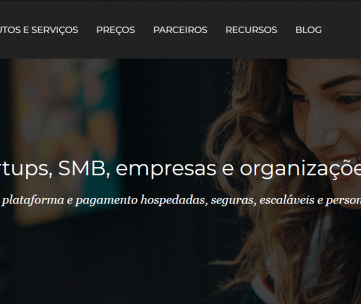 UTOS E SERVIÇOS PREÇOS PARCEIROS RECURSOS BLOG
rtups, SMB, empresas e organizaçõe
plataforma e pagamento hospedadas, seguras, escaláveis e person